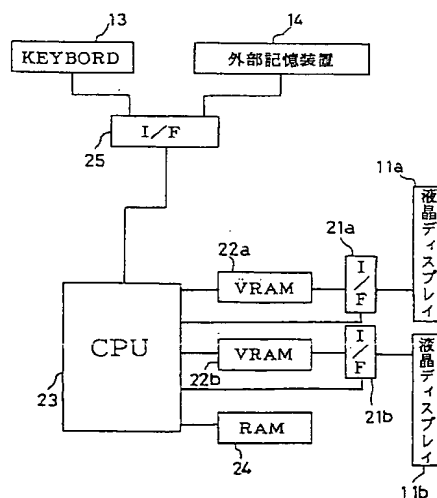 13
14
KEYBORD
外部記憶装置
I/F
25
11a
液晶ディスプレイ
21a
22a
I/F
VRAM
CPU
I/F
VRAM
23
22b
21b
液晶ディスプレイ
RAM
24
11b